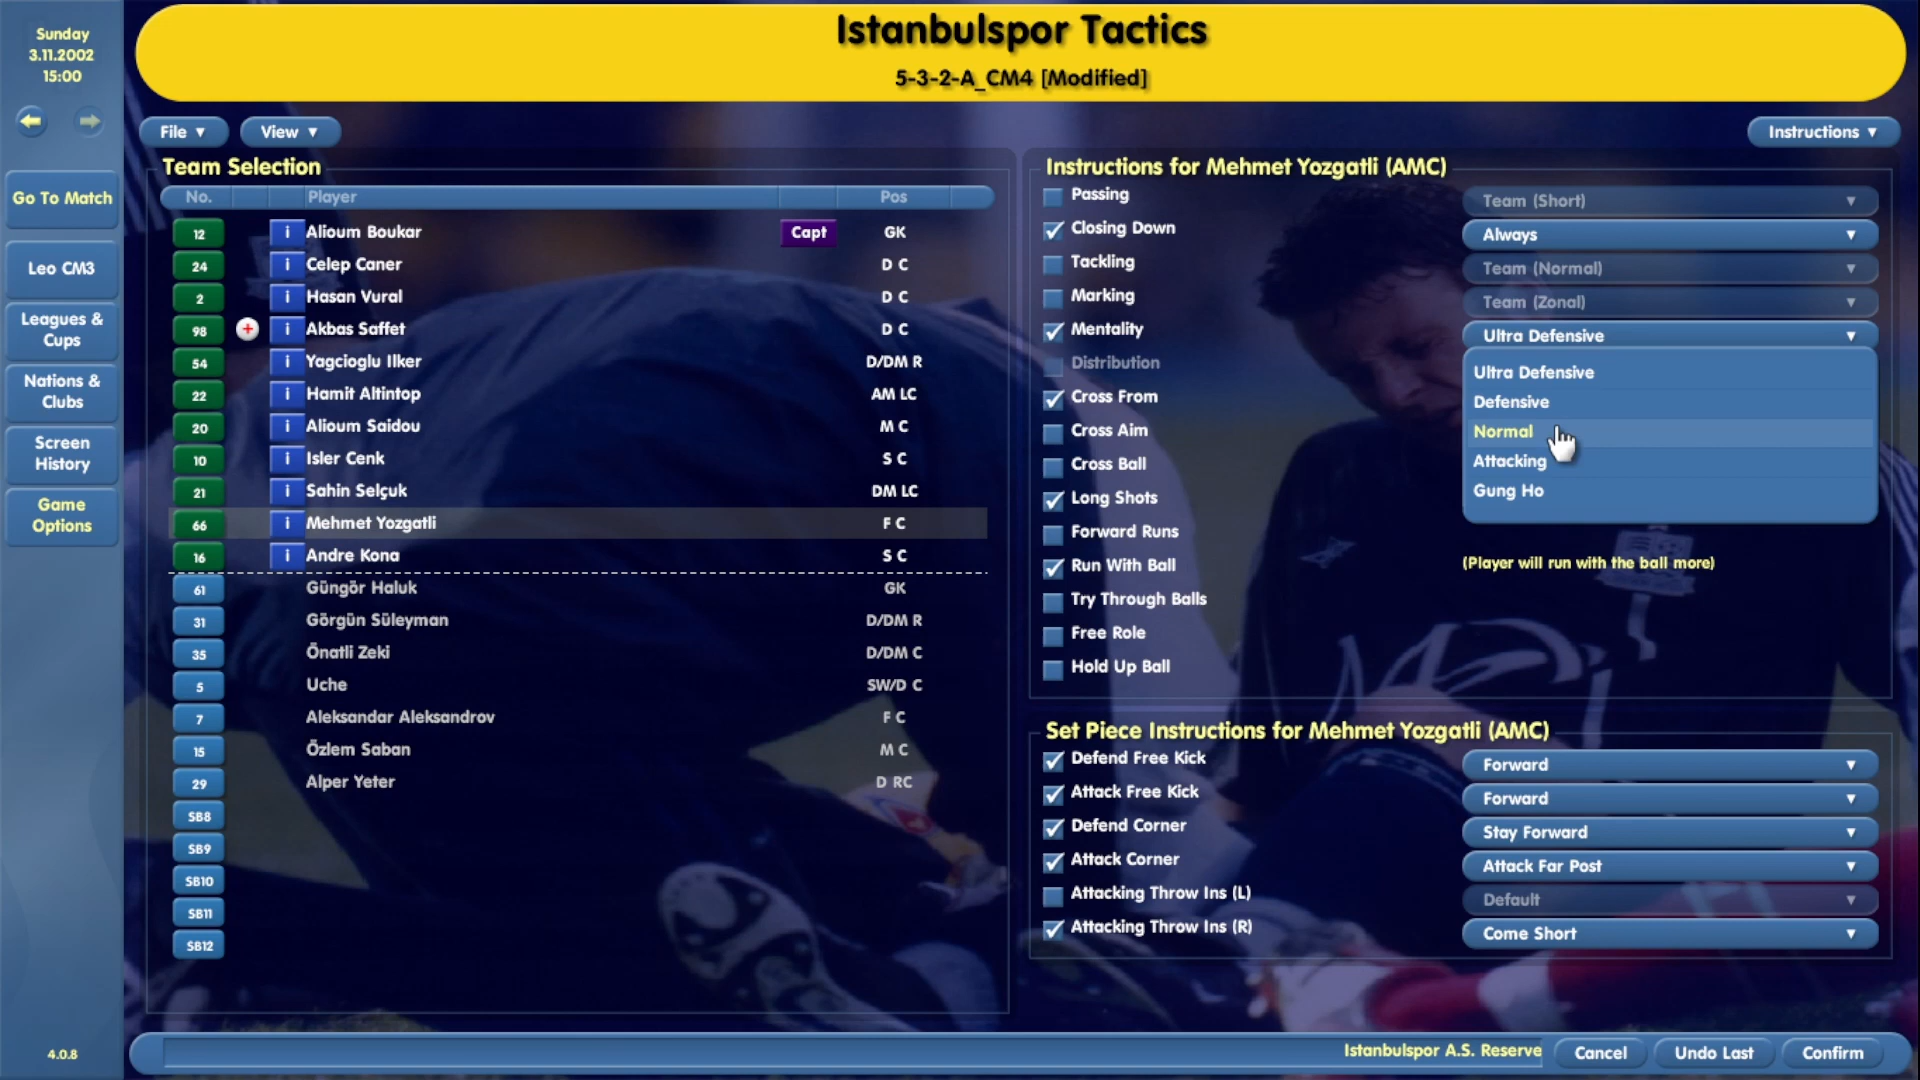 Sunday
3.11.2002
15:00
Istanbulspor Tactics
5-3-2-A_CM4 [Modified]
File ▼
View ▼
Instructions ▼
Go To Match
Leo CM3
Leagues &
Cups
Nations &
Clubs
Screen
History
Game
Options
4.0.8
Team Selection
No. Player Pos
12 i Alioum Boukar Capt GK
24 i Celep Caner D C
2 i Hasan Vural D C
98 i Akbas Saffet D C
54 i Yagcioglu Ilker D/DM R
22 i Hamit Altintop AM LC
20 i Alioum Saidou M C
10 i Isler Cenk S C
21 i Sahin Selçuk DM LC
66 i Mehmet Yozgatli F C
16 i Andre Kona S C
61 Güngör Haluk GK
31 Görgün Süleyman D/DM R
35 Önatli Zeki D/DM C
5 Uche SW/D C
7 Aleksandar Aleksandrov F C
15 Özlem Saban M C
29 Alper Yeter D RC
SB8
SB9
SB10
SB11
SB12
Instructions for Mehmet Yozgatli (AMC)
Passing Team (Short)
Closing Down Always
Tackling Team (Normal)
Marking Team (Zonal)
Mentality Ultra Defensive
Distribution
Cross From
Cross Aim
Cross Ball
Long Shots
Forward Runs
Run With Ball
Try Through Balls
Free Role
Hold Up Ball
Ultra Defensive
Defensive
Normal
Attacking
Gung Ho
(Player will run with the ball more)
Set Piece Instructions for Mehmet Yozgatli (AMC)
Defend Free Kick Forward
Attack Free Kick Forward
Defend Corner Stay Forward
Attack Corner Attack Far Post
Attacking Throw Ins (L) Default
Attacking Throw Ins (R) Come Short
Istanbulspor A.S. Reserve
Cancel
Undo Last
Confirm